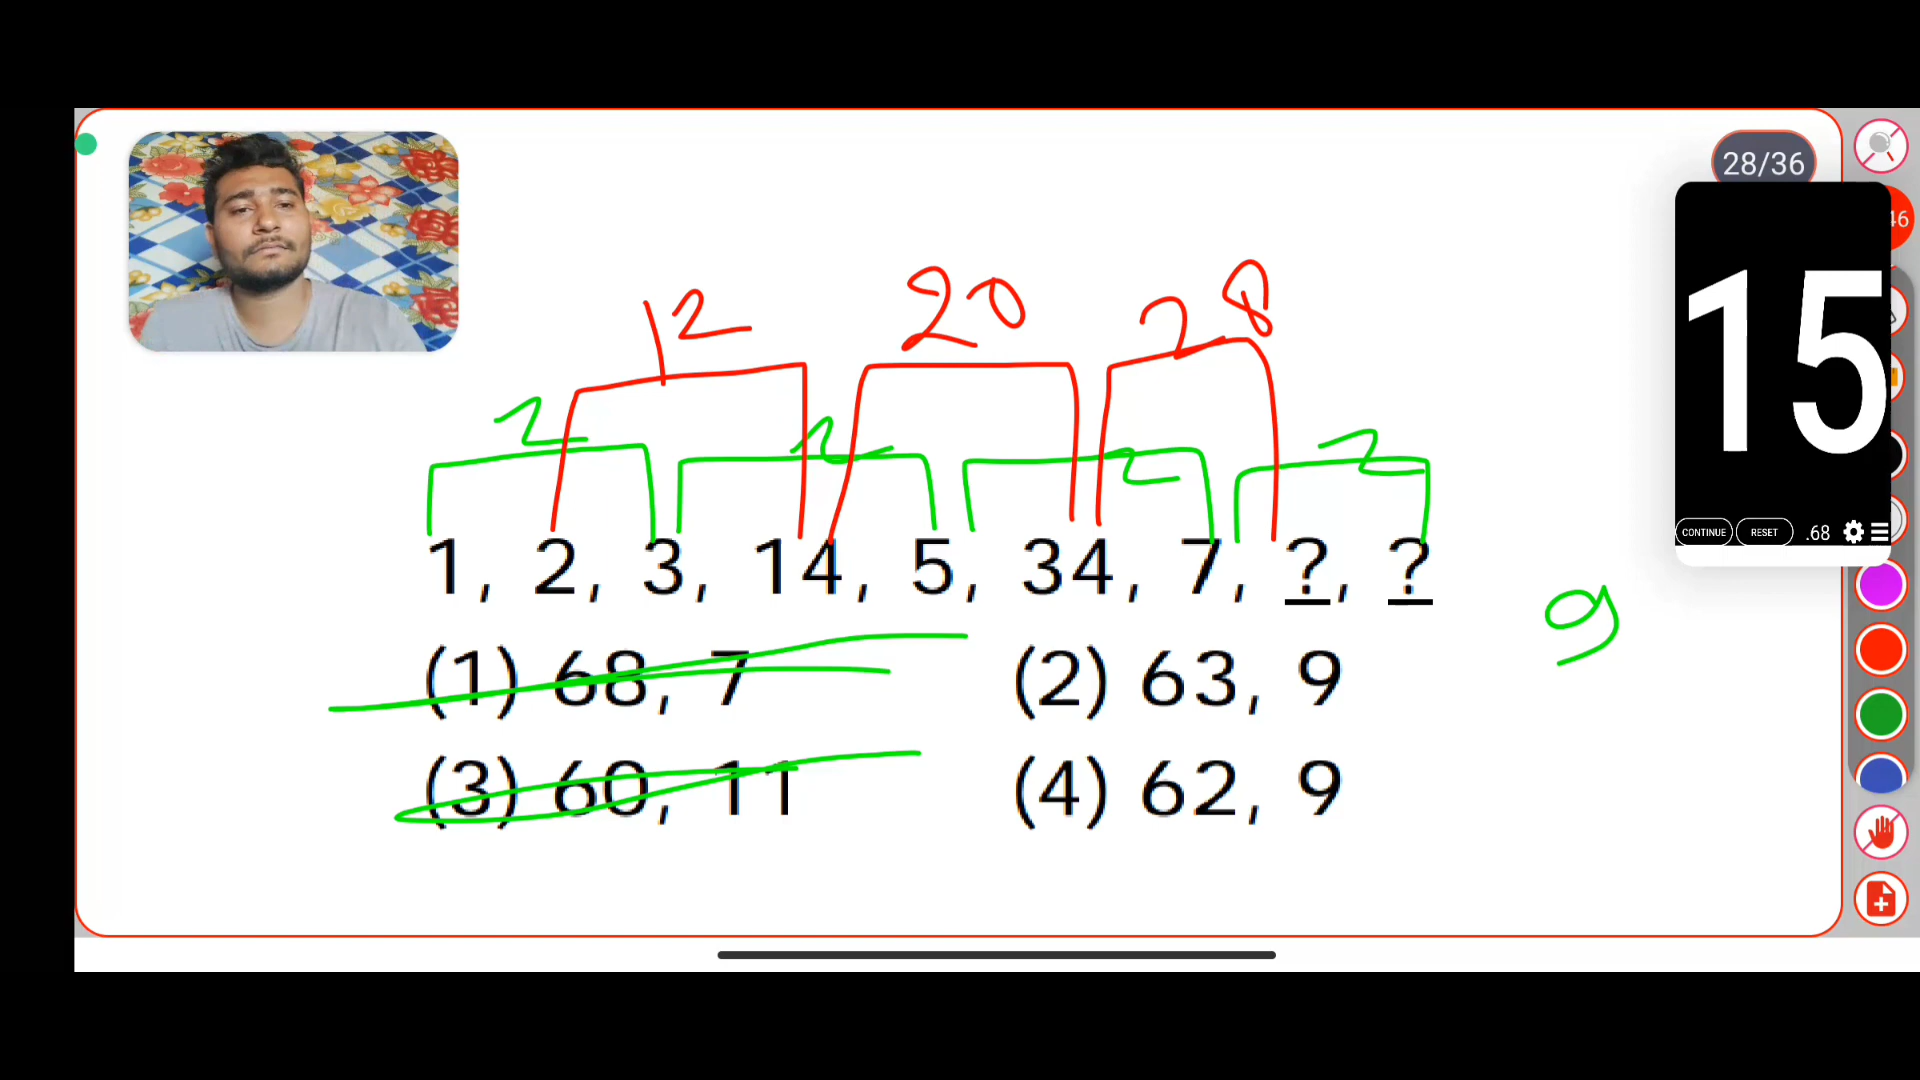 28/36
46
12 20 28
15
2 2 2 2
CONTINUE RESET .68
1, 2, 3, 14, 5, 34, 7, ?, ?
9
(1) 68, 7 (2) 63, 9
(3) 60, 11 (4) 62, 9